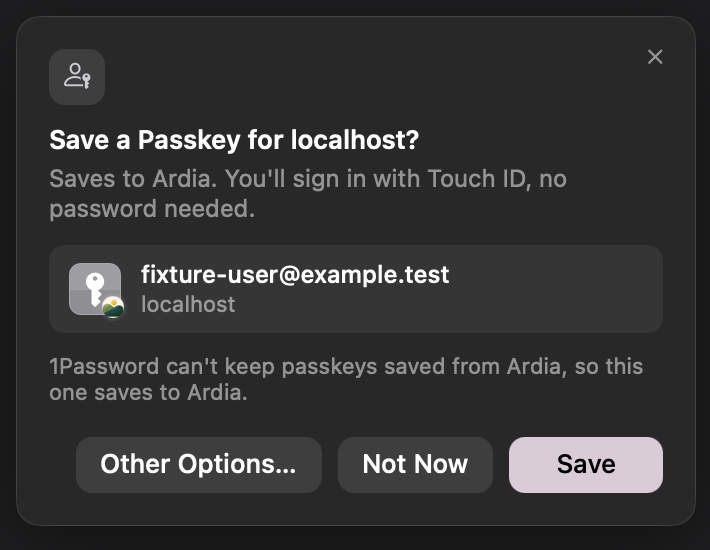 Save a Passkey for localhost?
Saves to Ardia. You'll sign in with Touch ID, no
password needed.
fixture-user@example.test
localhost
1Password can't keep passkeys saved from Ardia, so this
one saves to Ardia.
Other Options...
Not Now
Save